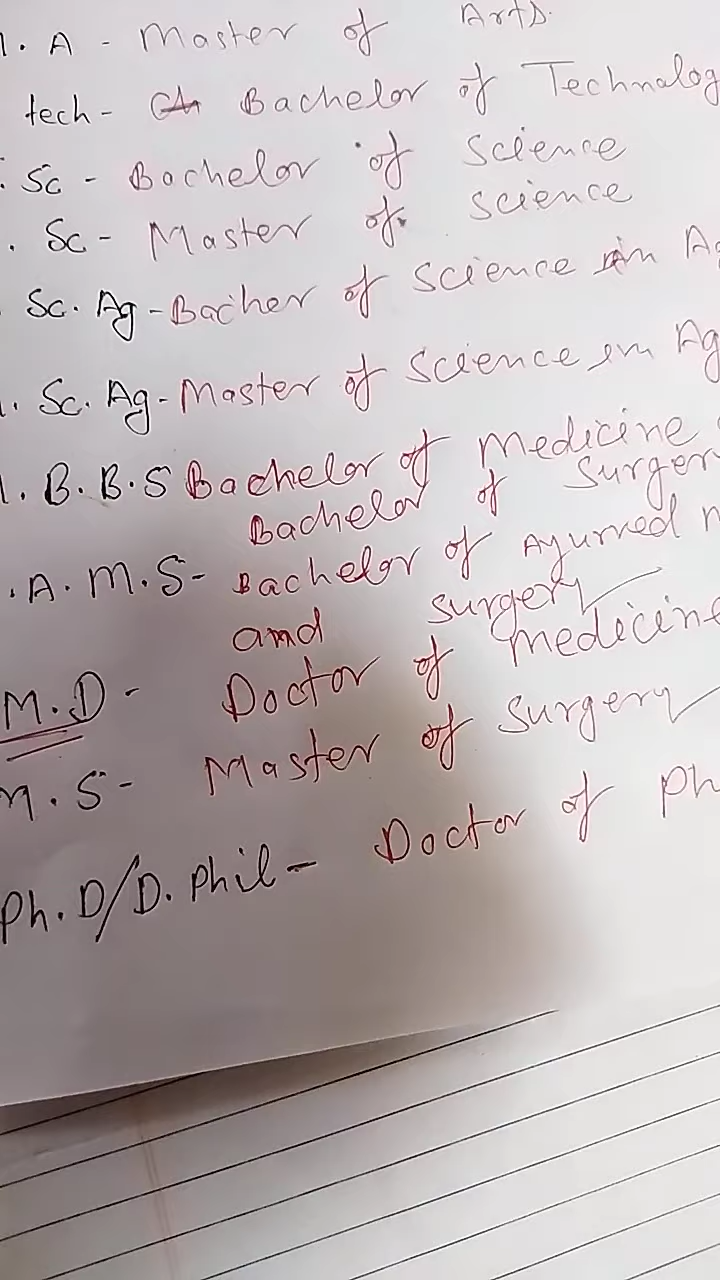 . A - Master of Arts.
tech- Bachelor of Technolog
. Sc - Bachelor of Science
. Sc- Master of science
Sc. Ag-Bacher of Science in Ag
. Sc. Ag-Master of Science in Ag
. B. B. S Bachelor of Medicine
Bachelor of Surger
. A. M. S- Bachelor of Ayurved
and surgery
M. D - Doctor of medicine
M. S- Master of Surgery
Ph. D/D. Phil- Doctor of Ph